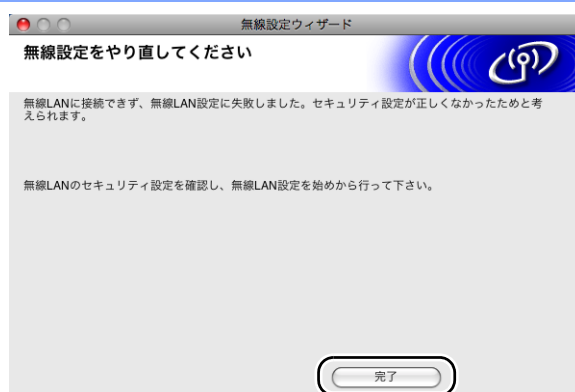 無線設定ウィザード
無線設定をやり直してください
無線LANに接続できず、無線LAN設定に失敗しました。セキュリティ設定が正しくなかったためと考
えられます。
無線LANのセキュリティ設定を確認し、無線LAN設定を始めから行って下さい。
完了